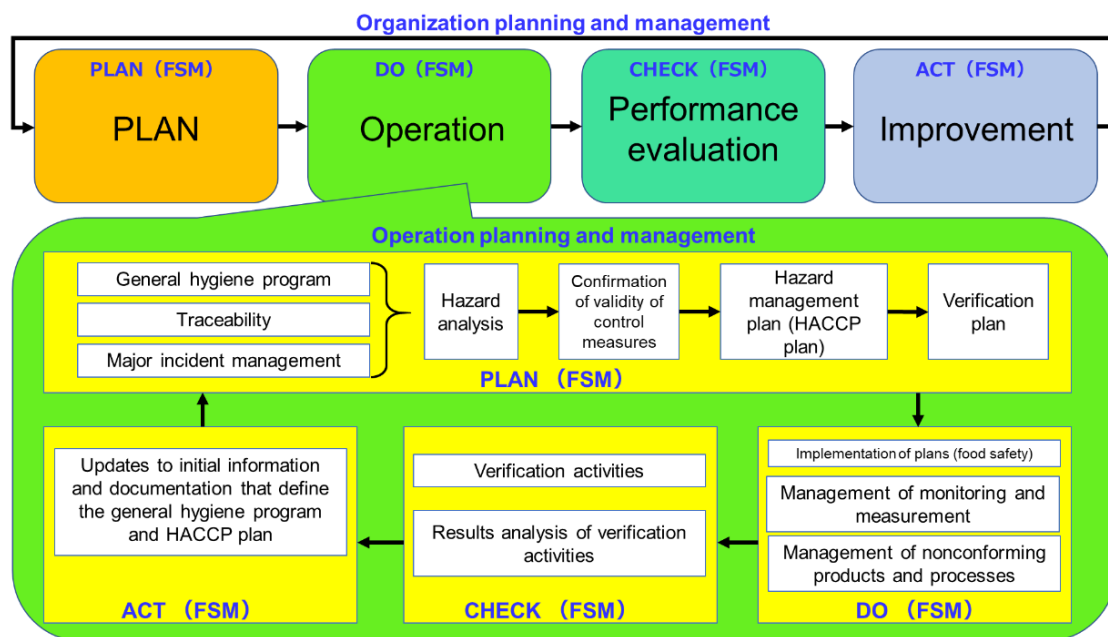 Organization planning and management
PLAN（FSM）
PLAN
DO（FSM）
Operation
CHECK（FSM）
Performance
evaluation
ACT（FSM）
Improvement
Operation planning and management
General hygiene program
Traceability
Major incident management
Hazard
analysis
Confirmation
of validity of
control
measures
Hazard
management
plan (HACCP
plan)
Verification
plan
PLAN （FSM）
Updates to initial information
and documentation that define
the general hygiene program
and HACCP plan
ACT （FSM）
Verification activities
Results analysis of verification
activities
CHECK （FSM）
Implementation of plans (food safety)
Management of monitoring and
measurement
Management of nonconforming
products and processes
DO （FSM）